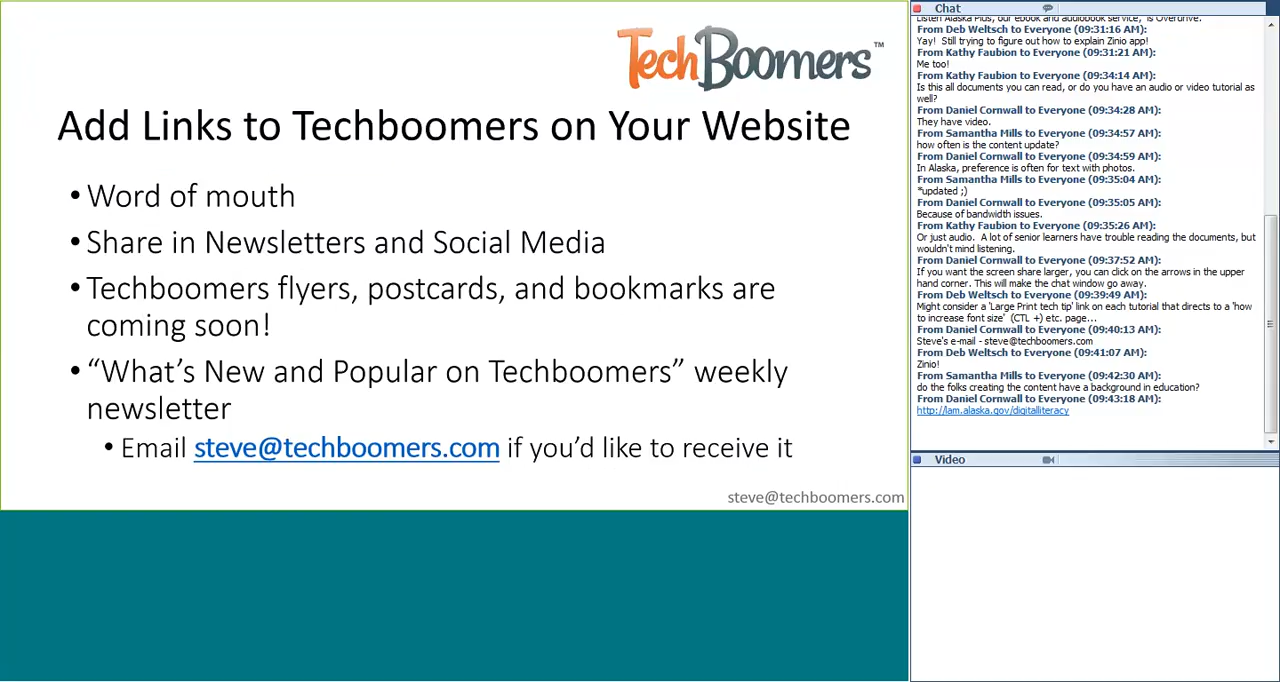 TechBoomers™
Add Links to Techboomers on Your Website
• Word of mouth
• Share in Newsletters and Social Media
• Techboomers flyers, postcards, and bookmarks are
coming soon!
• “What’s New and Popular on Techboomers” weekly
newsletter
• Email steve@techboomers.com if you’d like to receive it
steve@techboomers.com
Chat
Listen Alaska Plus, our ebook and audiobook service, is Overdrive.
From Deb Weltsch to Everyone (09:31:16 AM):
Yay! Still trying to figure out how to explain Zinio app!
From Kathy Faubion to Everyone (09:31:21 AM):
Me too!
From Kathy Faubion to Everyone (09:34:14 AM):
Is this all documents you can read, or do you have an audio or video tutorial as
well?
From Daniel Cornwall to Everyone (09:34:28 AM):
They have video.
From Samantha Mills to Everyone (09:34:57 AM):
how often is the content update?
From Daniel Cornwall to Everyone (09:34:59 AM):
In Alaska, preference is often for text with photos.
From Samantha Mills to Everyone (09:35:04 AM):
*updated ;)
From Daniel Cornwall to Everyone (09:35:05 AM):
Because of bandwidth issues.
From Kathy Faubion to Everyone (09:35:26 AM):
Or just audio. A lot of senior learners have trouble reading the documents, but
wouldn't mind listening.
From Daniel Cornwall to Everyone (09:37:52 AM):
If you want the screen share larger, you can click on the arrows in the upper
hand corner. This will make the chat window go away.
From Deb Weltsch to Everyone (09:39:49 AM):
Might consider a 'Large Print tech tip' link on each tutorial that directs to a 'how
to increase font size' (CTL +) etc. page...
From Daniel Cornwall to Everyone (09:40:13 AM):
Steve's e-mail - steve@techboomers.com
From Deb Weltsch to Everyone (09:41:07 AM):
Zinio!
From Samantha Mills to Everyone (09:42:30 AM):
do the folks creating the content have a background in education?
From Daniel Cornwall to Everyone (09:43:18 AM):
http://lam.alaska.gov/digitalliteracy
Video